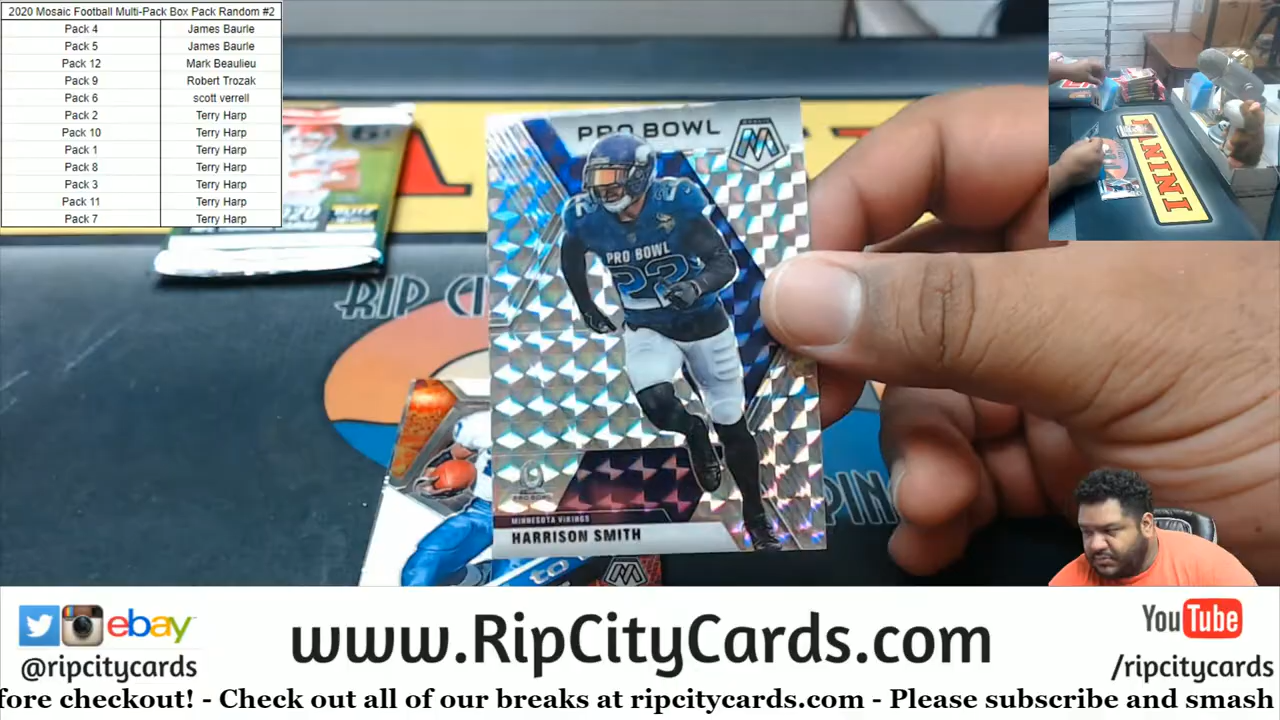 2020 Mosaic Football Multi-Pack Box Pack Random #2
Pack 4 James Baurle
Pack 5 James Baurle
Pack 12 Mark Beaulieu
Pack 9 Robert Trozak
Pack 6 scott verrell
Pack 2 Terry Harp
Pack 10 Terry Harp
Pack 1 Terry Harp
Pack 8 Terry Harp
Pack 3 Terry Harp
Pack 11 Terry Harp
Pack 7 Terry Harp
PRO BOWL
MOSAIC
PRO BOWL
22
MINNESOTA VIKINGS
HARRISON SMITH
RIP CI
PIN
PANINI
ebay
@ripcitycards
www.RipCityCards.com
YouTube
/ripcitycards
fore checkout! - Check out all of our breaks at ripcitycards.com - Please subscribe and smash